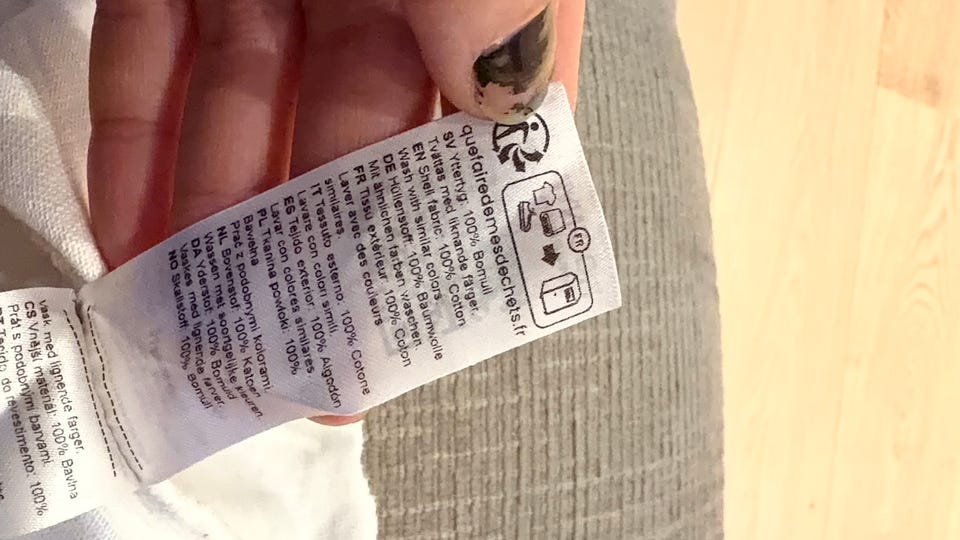 FR
quefairedemesdechets.fr
SV Yttertyg: 100% Bomull
Tvättas med liknande färger.
EN Shell fabric: 100% Cotton
Wash with similar colors.
DE Hüllenstoff: 100% Baumwolle
Mit ähnlichen farben waschen.
FR Tissu extérieur: 100% Coton
Laver avec des couleurs
similaires.
IT Tessuto esterno: 100% Cotone
Lavare con colori simili.
ES Tejido exterior: 100% Algodón
Lavar con colores similares
PL Tkanina powłoki: 100%
Bawełna
Prać z podobnymi kolorami.
NL Bovenstof: 100% Katoen
Wassen met soortgelijke kleuren.
DA Yderstof: 100% Bomuld
Vaskes med lignende farver.
NO Skallstoff: 100% Bomull
Vask med lignende farger.
CS Vnější materiál: 100% Bavlna
Prát s podobnými barvami.
PT Tecido do revestimento: 100%